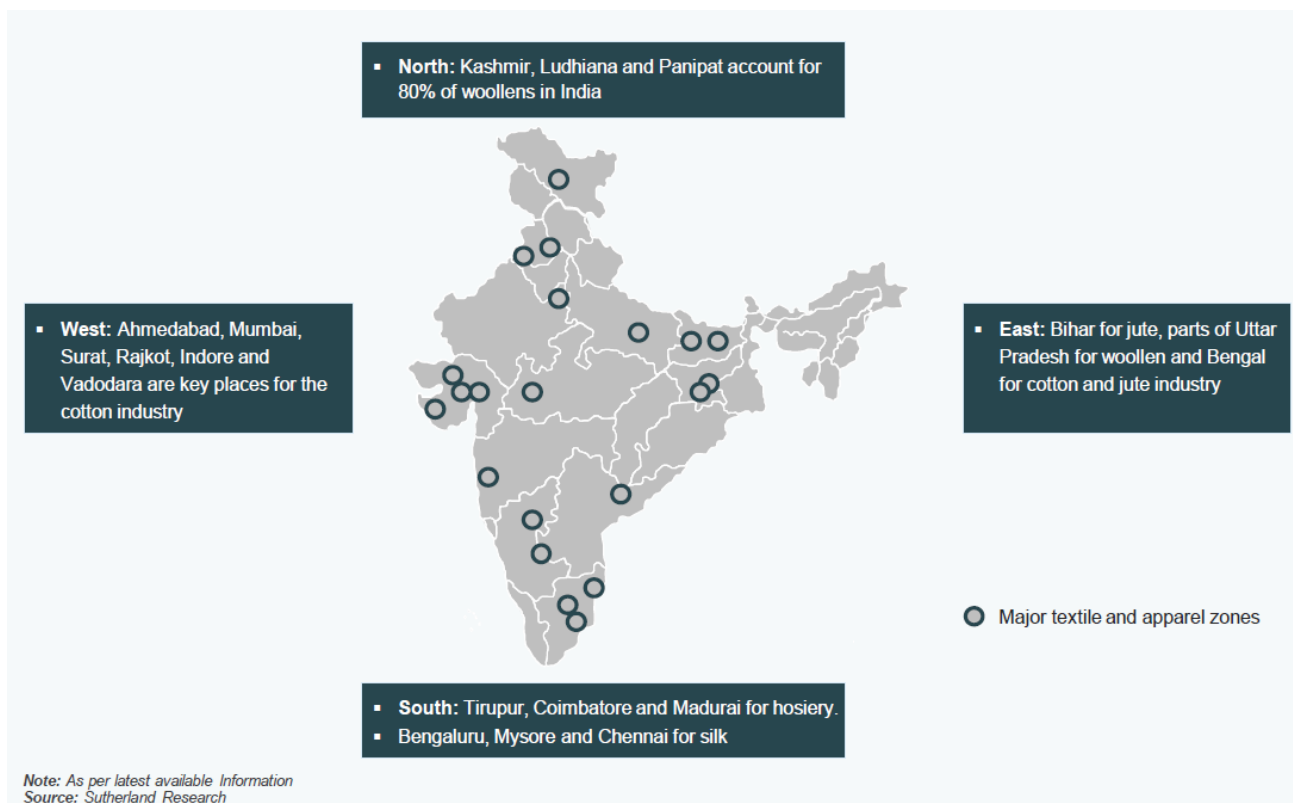 ▪ North: Kashmir, Ludhiana and Panipat account for
80% of woollens in India
▪ West: Ahmedabad, Mumbai,
Surat, Rajkot, Indore and
Vadodara are key places for the
cotton industry
▪ East: Bihar for jute, parts of Uttar
Pradesh for woollen and Bengal
for cotton and jute industry
Major textile and apparel zones
▪ South: Tirupur, Coimbatore and Madurai for hosiery.
▪ Bengaluru, Mysore and Chennai for silk
Note: As per latest available Information
Source: Sutherland Research